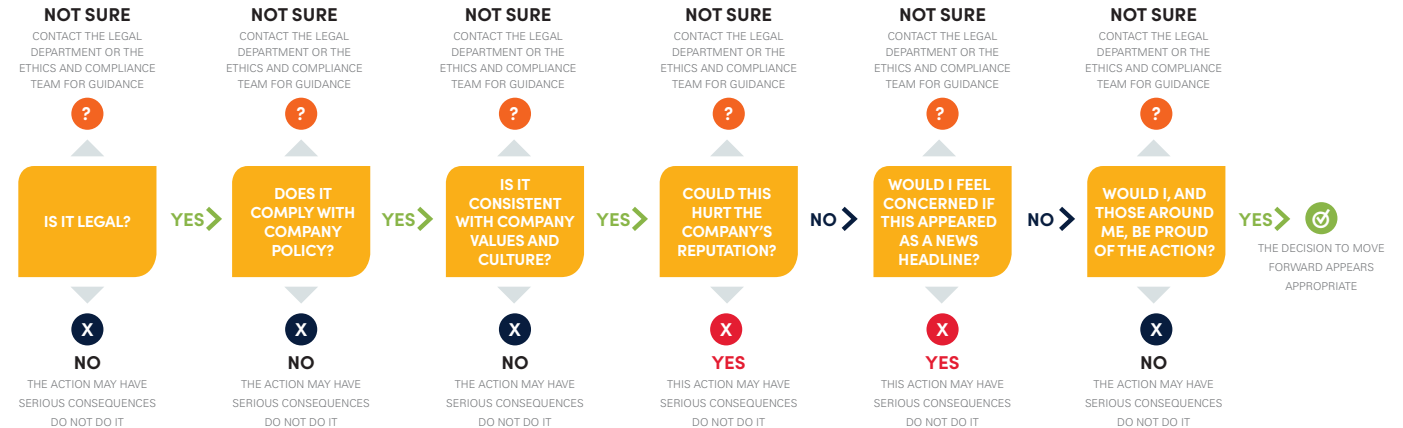 NOT SURE
CONTACT THE LEGAL
DEPARTMENT OR THE
ETHICS AND COMPLIANCE
TEAM FOR GUIDANCE
?
IS IT LEGAL?
X
NO
THE ACTION MAY HAVE
SERIOUS CONSEQUENCES
DO NOT DO IT
YES
NOT SURE
CONTACT THE LEGAL
DEPARTMENT OR THE
ETHICS AND COMPLIANCE
TEAM FOR GUIDANCE
?
DOES IT
COMPLY WITH
COMPANY
POLICY?
X
NO
THE ACTION MAY HAVE
SERIOUS CONSEQUENCES
DO NOT DO IT
YES
NOT SURE
CONTACT THE LEGAL
DEPARTMENT OR THE
ETHICS AND COMPLIANCE
TEAM FOR GUIDANCE
?
IS IT
CONSISTENT
WITH COMPANY
VALUES AND
CULTURE?
X
NO
THE ACTION MAY HAVE
SERIOUS CONSEQUENCES
DO NOT DO IT
YES
NOT SURE
CONTACT THE LEGAL
DEPARTMENT OR THE
ETHICS AND COMPLIANCE
TEAM FOR GUIDANCE
?
COULD THIS
HURT THE
COMPANY'S
REPUTATION?
X
YES
THIS ACTION MAY HAVE
SERIOUS CONSEQUENCES
DO NOT DO IT
NO
NOT SURE
CONTACT THE LEGAL
DEPARTMENT OR THE
ETHICS AND COMPLIANCE
TEAM FOR GUIDANCE
?
WOULD I FEEL
CONCERNED IF
THIS APPEARED
AS A NEWS
HEADLINE?
X
YES
THIS ACTION MAY HAVE
SERIOUS CONSEQUENCES
DO NOT DO IT
NO
NOT SURE
CONTACT THE LEGAL
DEPARTMENT OR THE
ETHICS AND COMPLIANCE
TEAM FOR GUIDANCE
?
WOULD I, AND
THOSE AROUND
ME, BE PROUD
OF THE ACTION?
X
NO
THE ACTION MAY HAVE
SERIOUS CONSEQUENCES
DO NOT DO IT
YES
THE DECISION TO MOVE
FORWARD APPEARS
APPROPRIATE